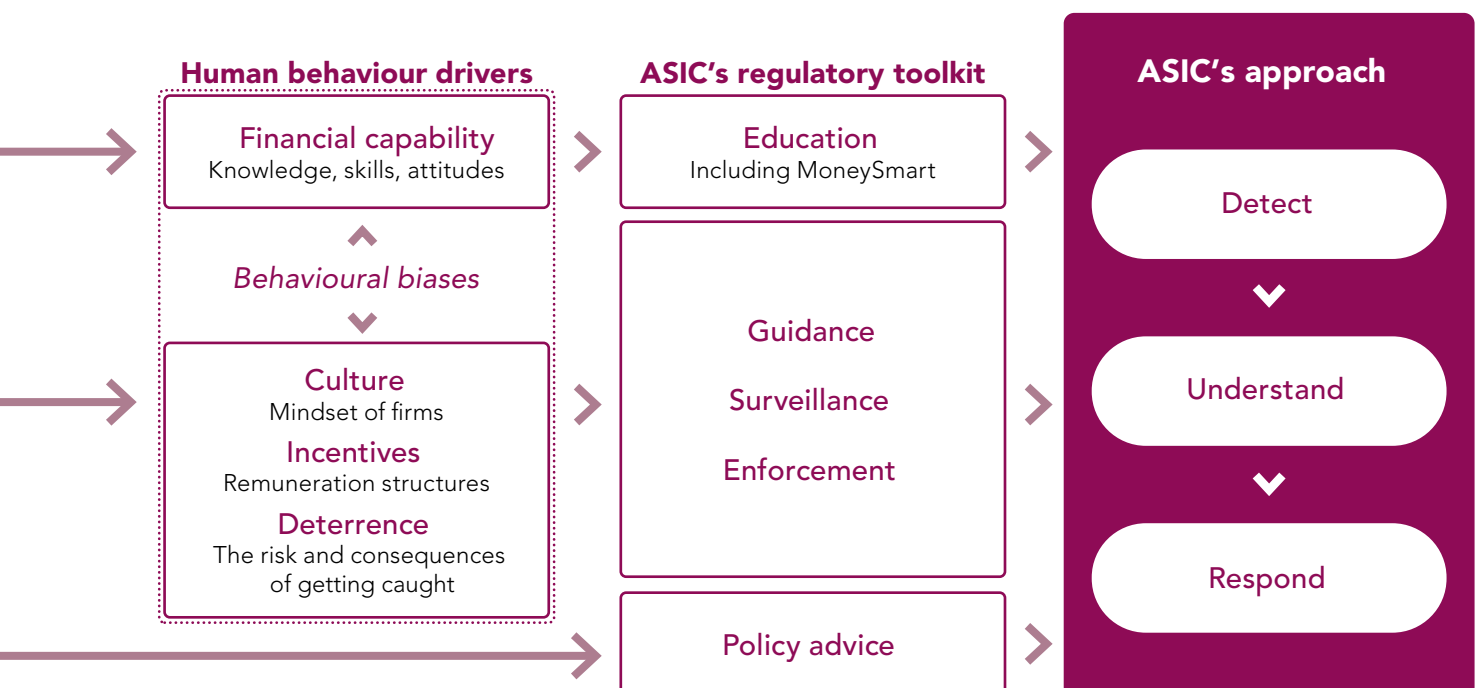 Human behaviour drivers
Financial capability
Knowledge, skills, attitudes
Behavioural biases
Culture
Mindset of firms
Incentives
Remuneration structures
Deterrence
The risk and consequences
of getting caught
ASIC’s regulatory toolkit
Education
Including MoneySmart
Guidance
Surveillance
Enforcement
Policy advice
ASIC’s approach
Detect
Understand
Respond